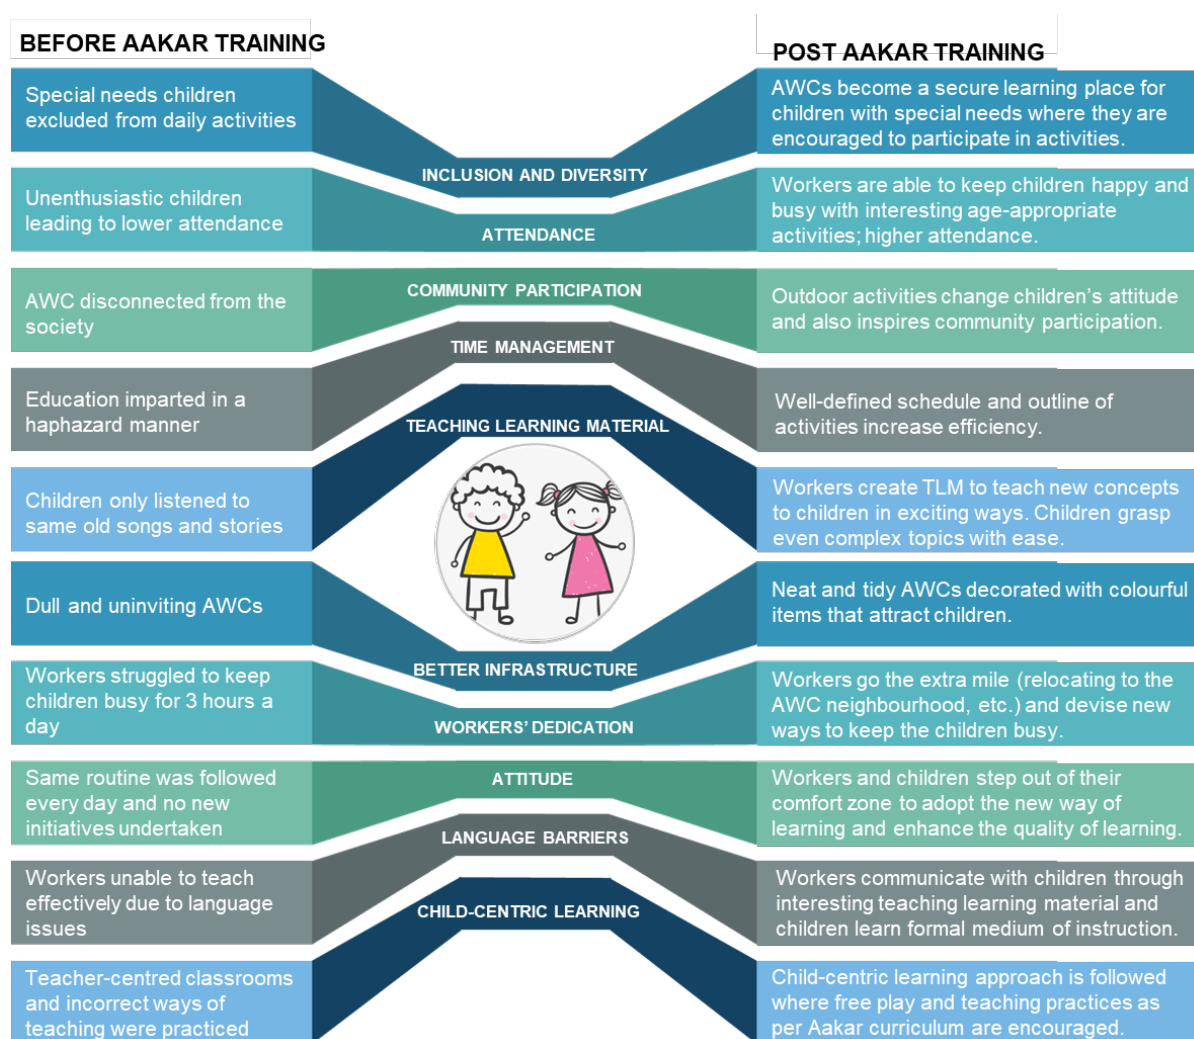 BEFORE AAKAR TRAINING
POST AAKAR TRAINING
Special needs children
excluded from daily activities
INCLUSION AND DIVERSITY
AWCs become a secure learning place for
children with special needs where they are
encouraged to participate in activities.
Unenthusiastic children
leading to lower attendance
ATTENDANCE
Workers are able to keep children happy and
busy with interesting age-appropriate
activities; higher attendance.
AWC disconnected from the
society
COMMUNITY PARTICIPATION
Outdoor activities change children’s attitude
and also inspires community participation.
Education imparted in a
haphazard manner
TIME MANAGEMENT
Well-defined schedule and outline of
activities increase efficiency.
Children only listened to
same old songs and stories
TEACHING LEARNING MATERIAL
Workers create TLM to teach new concepts
to children in exciting ways. Children grasp
even complex topics with ease.
Dull and uninviting AWCs
BETTER INFRASTRUCTURE
Neat and tidy AWCs decorated with colourful
items that attract children.
Workers struggled to keep
children busy for 3 hours a
day
WORKERS’ DEDICATION
Workers go the extra mile (relocating to the
AWC neighbourhood, etc.) and devise new
ways to keep the children busy.
Same routine was followed
every day and no new
initiatives undertaken
ATTITUDE
Workers and children step out of their
comfort zone to adopt the new way of
learning and enhance the quality of learning.
Workers unable to teach
effectively due to language
issues
LANGUAGE BARRIERS
Workers communicate with children through
interesting teaching learning material and
children learn formal medium of instruction.
Teacher-centred classrooms
and incorrect ways of
teaching were practiced
CHILD-CENTRIC LEARNING
Child-centric learning approach is followed
where free play and teaching practices as
per Aakar curriculum are encouraged.